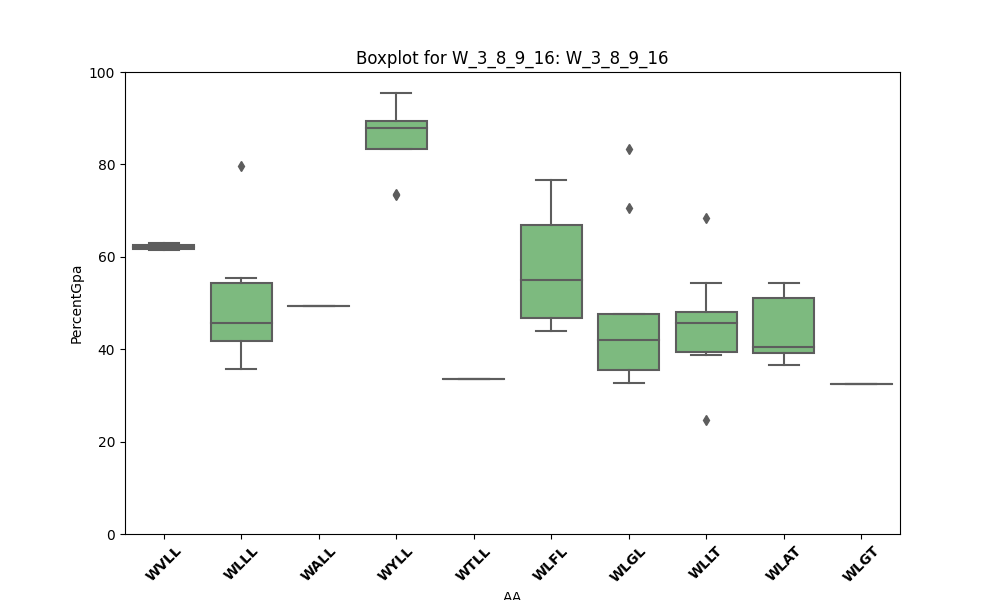 Boxplot for W_3_8_9_16: W_3_8_9_16
100
80
60
40
20
0
PercentGpa
WVLL
WLLL
WALL
WYLL
WTLL
WLFL
WLGL
WLLT
WLAT
WLGT
AA